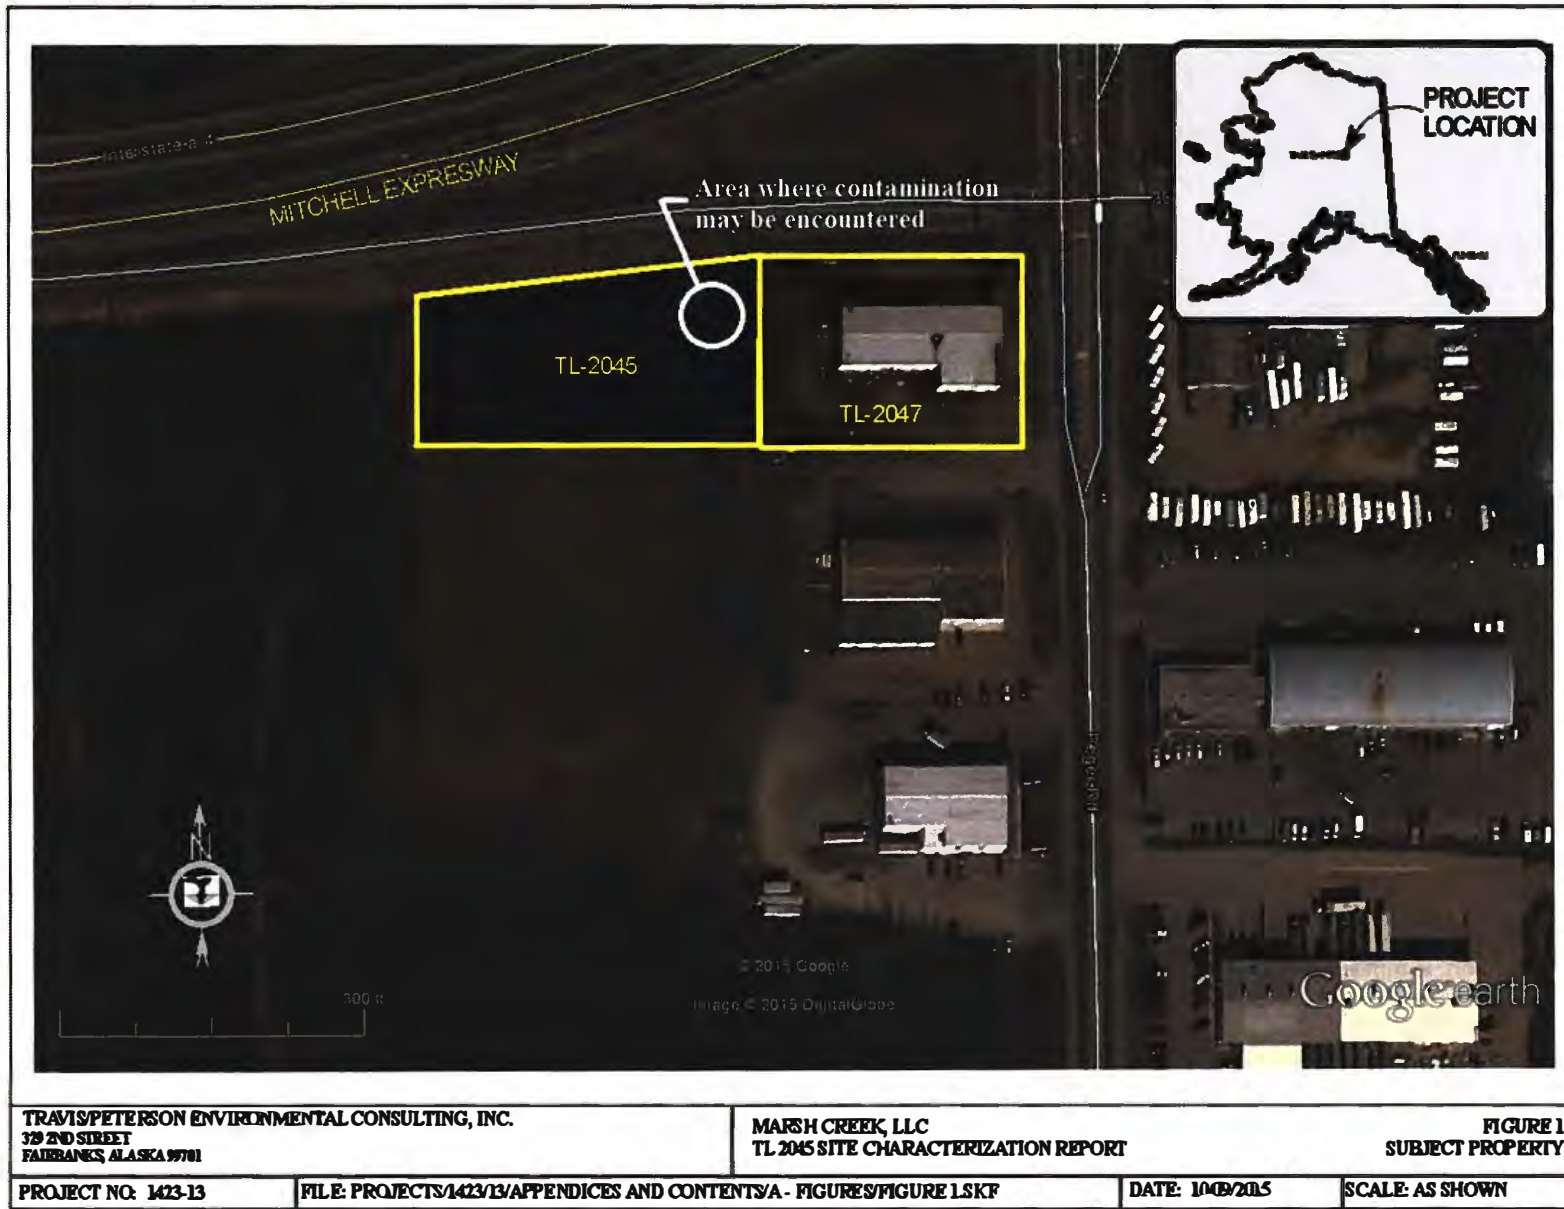 PROJECT
LOCATION
MITCHELL EXPRESWAY
Area where contamination
may be encountered
TL-2045
TL-2047
N
300 ft
© 2015 Google
Image © 2015 DigitalGlobe
Google earth
TRAVIS/PETERSON ENVIRONMENTAL CONSULTING, INC.
329 2ND STREET
FAIRBANKS, ALASKA 99701
MARSH CREEK, LLC
TL 2045 SITE CHARACTERIZATION REPORT
FIGURE 1
SUBJECT PROPERTY
PROJECT NO: 1423-13
FILE: PROJECTS/1423/13/APPENDICES AND CONTENTS/A - FIGURES/FIGURE 1.SKF
DATE: 10/09/2015
SCALE: AS SHOWN